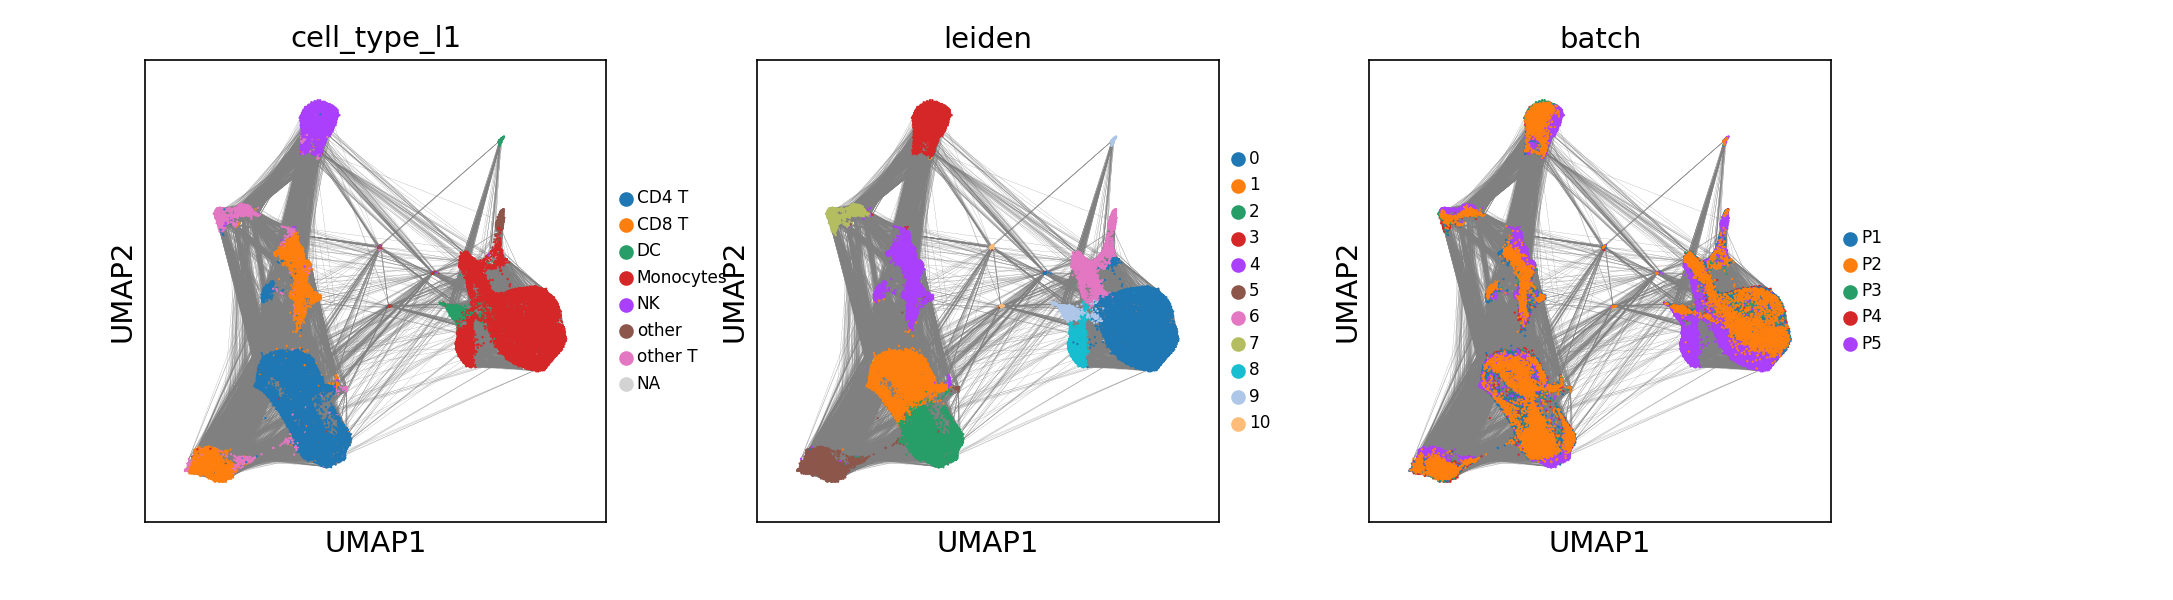 cell_type_l1
UMAP2
UMAP1
CD4 T
CD8 T
DC
Monocytes
NK
other
other T
NA
leiden
UMAP2
UMAP1
0
1
2
3
4
5
6
7
8
9
10
batch
UMAP2
UMAP1
P1
P2
P3
P4
P5